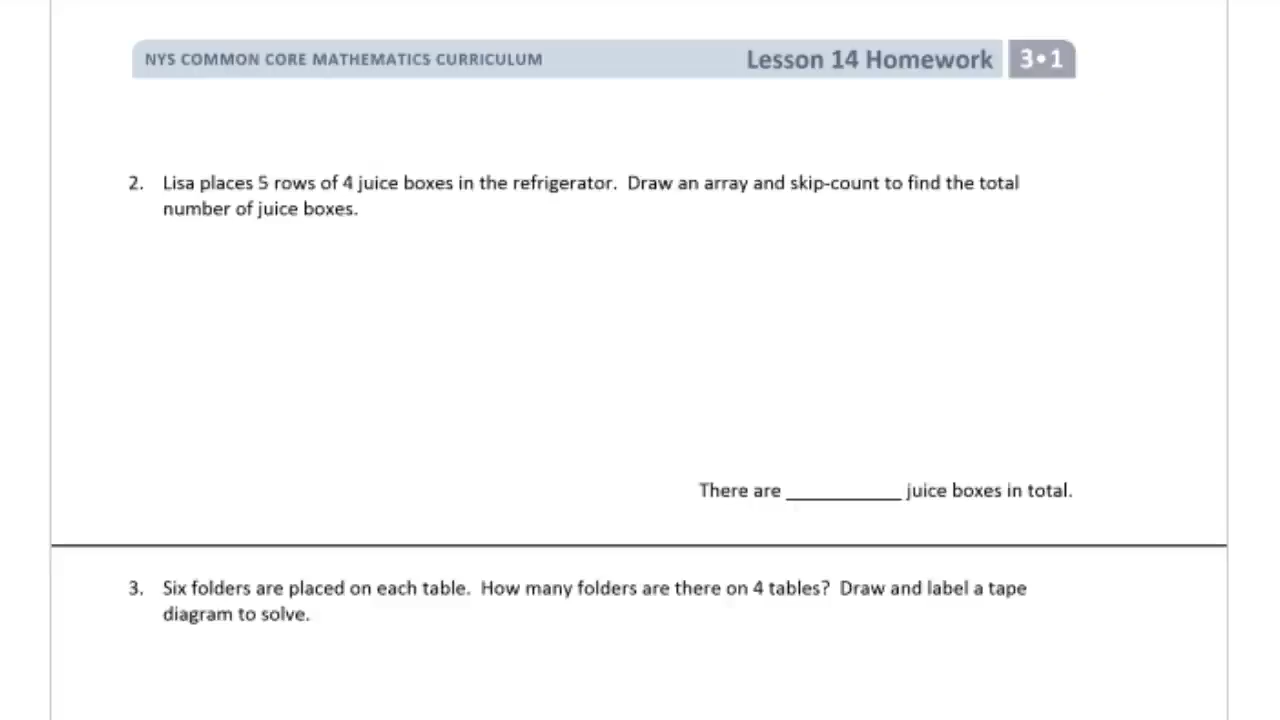 NYS COMMON CORE MATHEMATICS CURRICULUM Lesson 14 Homework 3•1
2. Lisa places 5 rows of 4 juice boxes in the refrigerator. Draw an array and skip-count to find the total
number of juice boxes.
There are ___________ juice boxes in total.
3. Six folders are placed on each table. How many folders are there on 4 tables? Draw and label a tape
diagram to solve.